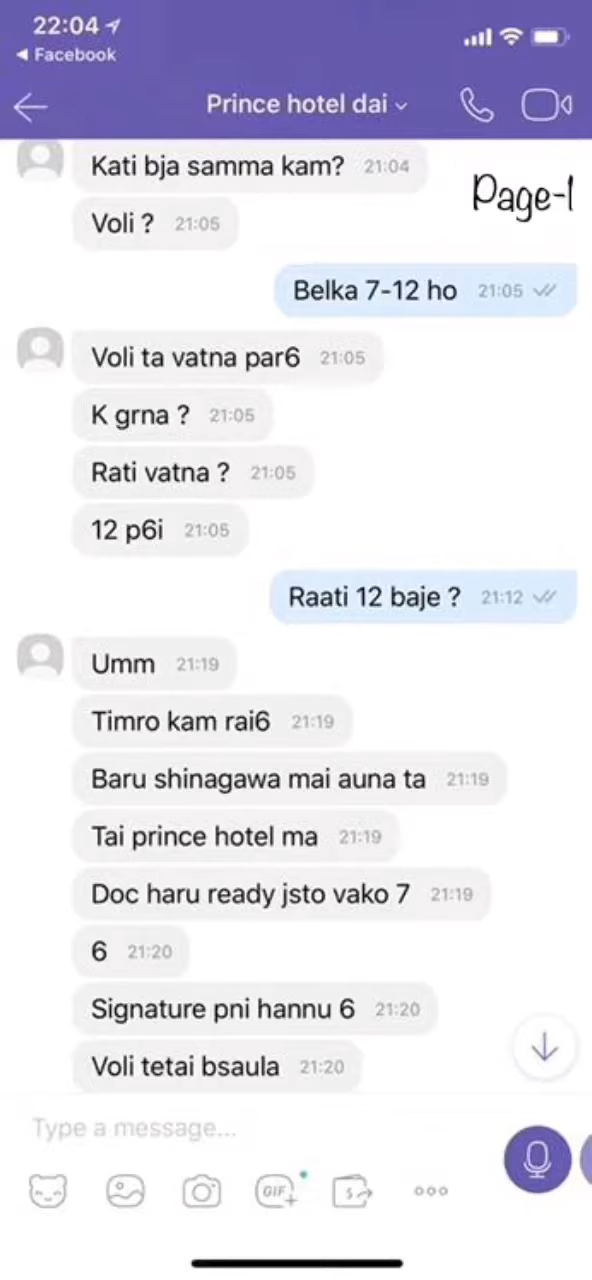 22:04
◀ Facebook
Prince hotel dai
Kati bja samma kam? 21:04
Page-1
Voli ? 21:05
Belka 7-12 ho 21:05
Voli ta vatna par6 21:05
K grna ? 21:05
Rati vatna ? 21:05
12 p6i 21:05
Raati 12 baje ? 21:12
Umm 21:19
Timro kam rai6 21:19
Baru shinagawa mai auna ta 21:19
Tai prince hotel ma 21:19
Doc haru ready jsto vako 7 21:19
6 21:20
Signature pni hannu 6 21:20
Voli tetai bsaula 21:20
Type a message...
GIF